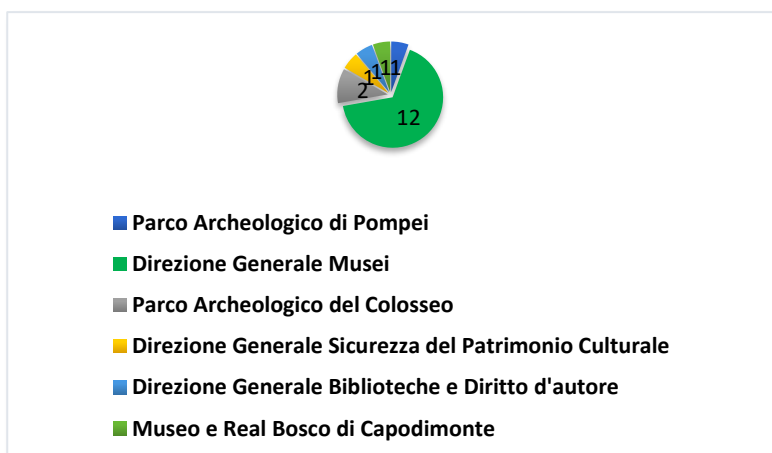 1 1
1
1
2
12
Parco Archeologico di Pompei
Direzione Generale Musei
Parco Archeologico del Colosseo
Direzione Generale Sicurezza del Patrimonio Culturale
Direzione Generale Biblioteche e Diritto d'autore
Museo e Real Bosco di Capodimonte